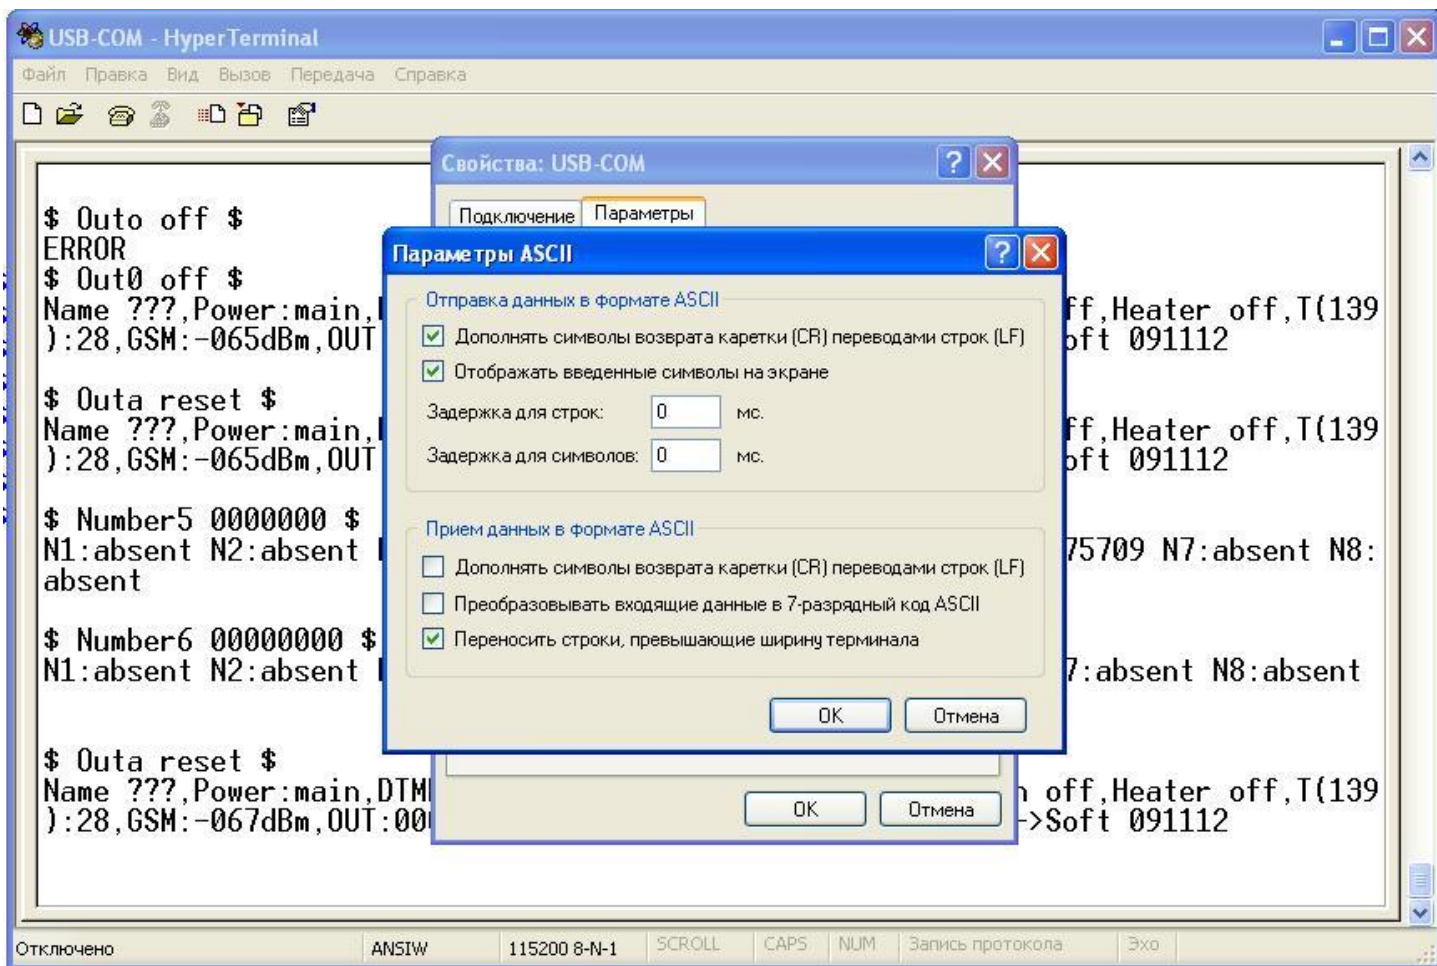 USB-COM - HyperTerminal
Файл Правка Вид Вызов Передача Справка
$ Outo off $
ERROR
$ Out0 off $
Name ???,Power:main,
ff,Heater off,T(139
):28,GSM:-065dBm,OUT
oft 091112
$ Outa reset $
Name ???,Power:main,
ff,Heater off,T(139
):28,GSM:-065dBm,OUT
oft 091112
$ Number5 0000000 $
N1:absent N2:absent
75709 N7:absent N8:
absent
$ Number6 00000000 $
N1:absent N2:absent
7:absent N8:absent
$ Outa reset $
Name ???,Power:main,DTM
off,Heater off,T(139
):28,GSM:-067dBm,OUT:00
->Soft 091112
Свойства: USB-COM
Подключение Параметры
Параметры ASCII
Отправка данных в формате ASCII
Дополнять символы возврата каретки (CR) переводами строк (LF)
Отображать введенные символы на экране
Задержка для строк: 0 мс.
Задержка для символов: 0 мс.
Прием данных в формате ASCII
Дополнять символы возврата каретки (CR) переводами строк (LF)
Преобразовывать входящие данные в 7-разрядный код ASCII
Переносить строки, превышающие ширину терминала
OK Отмена
OK Отмена
Отключено ANSIW 115200 8-N-1 SCROLL CAPS NUM Запись протокола Эхо